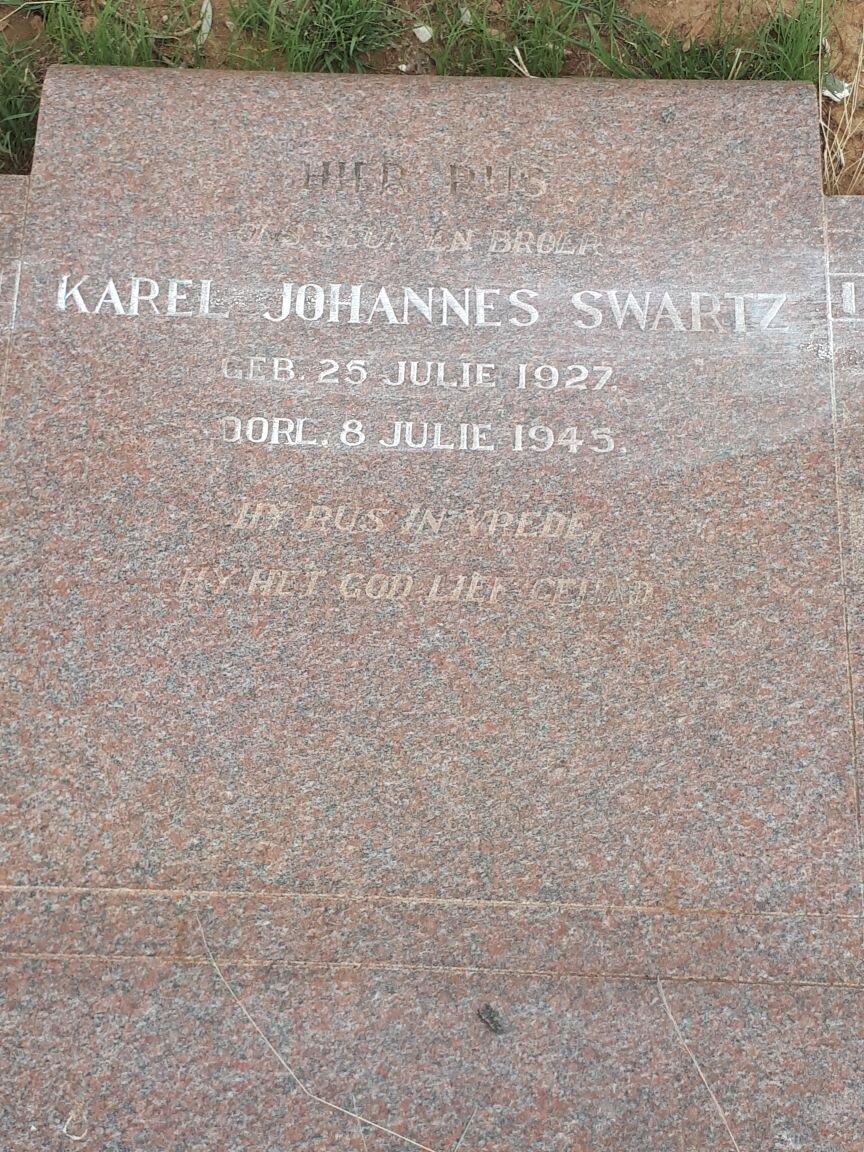 HIER RUS
ONS SEUN EN BROER
KAREL JOHANNES SWARTZ
GEB. 25 JULIE 1927.
OORL. 8 JULIE 1945.
HY RUS IN VREDE,
HY HET GOD LIEF GEHAD